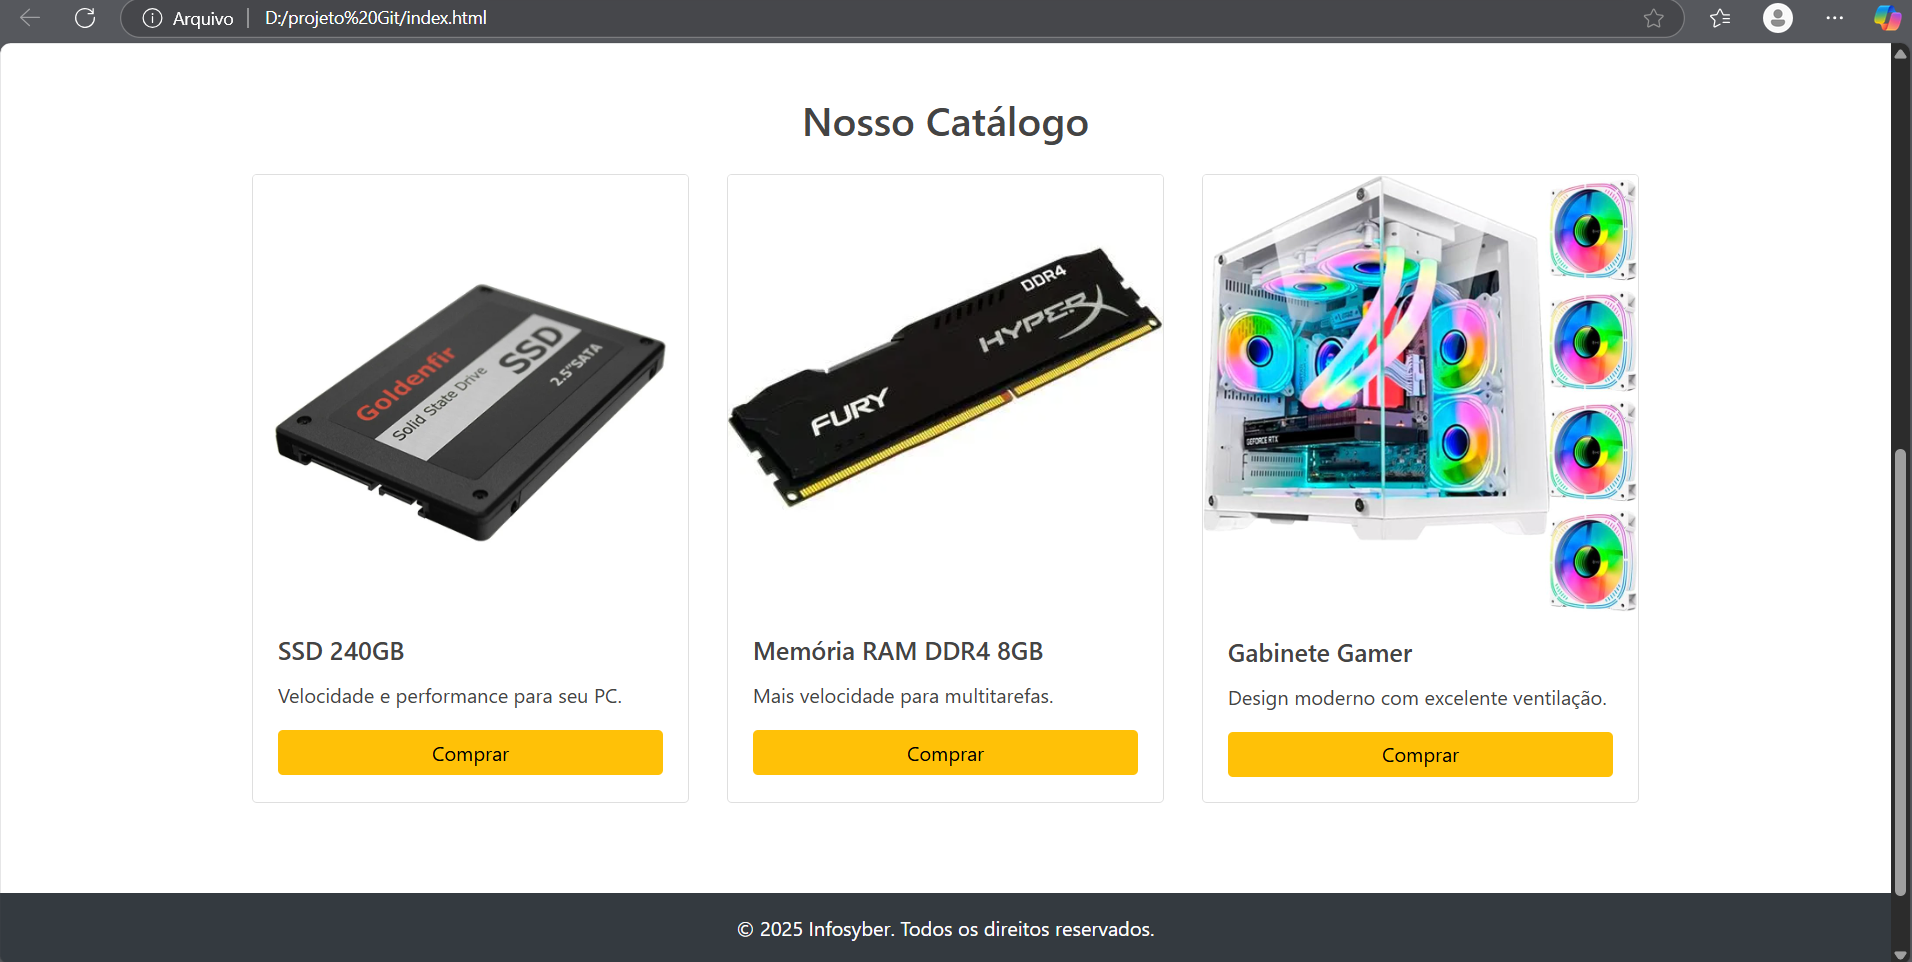 Arquivo
D:/projeto%20Git/index.html
Nosso Catálogo
Goldenfir
Solid State Drive
SSD
2.5"SATA
FURY
HYPERX
DDR4
GEFORCE RTX
SSD 240GB
Velocidade e performance para seu PC.
Comprar
Memória RAM DDR4 8GB
Mais velocidade para multitarefas.
Comprar
Gabinete Gamer
Design moderno com excelente ventilação.
Comprar
© 2025 Infosyber. Todos os direitos reservados.